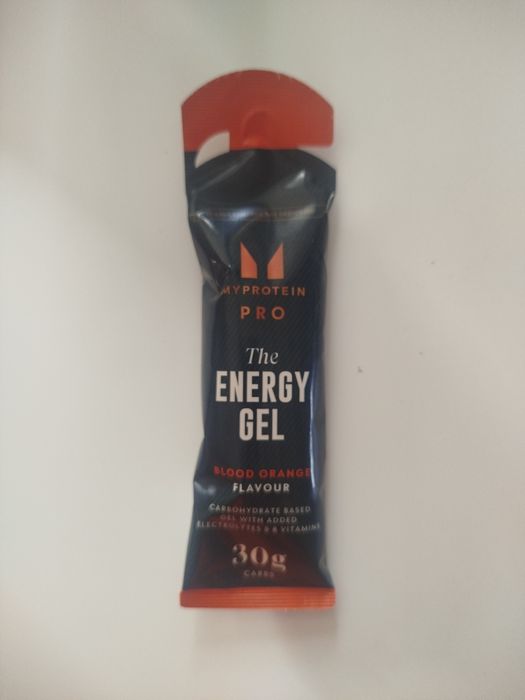 MYPROTEIN
PRO
The
ENERGY
GEL
BLOOD ORANGE
FLAVOUR
CARBOHYDRATE BASED
GEL WITH ADDED
ELECTROLYTES & B VITAMINS
30g
CARBS